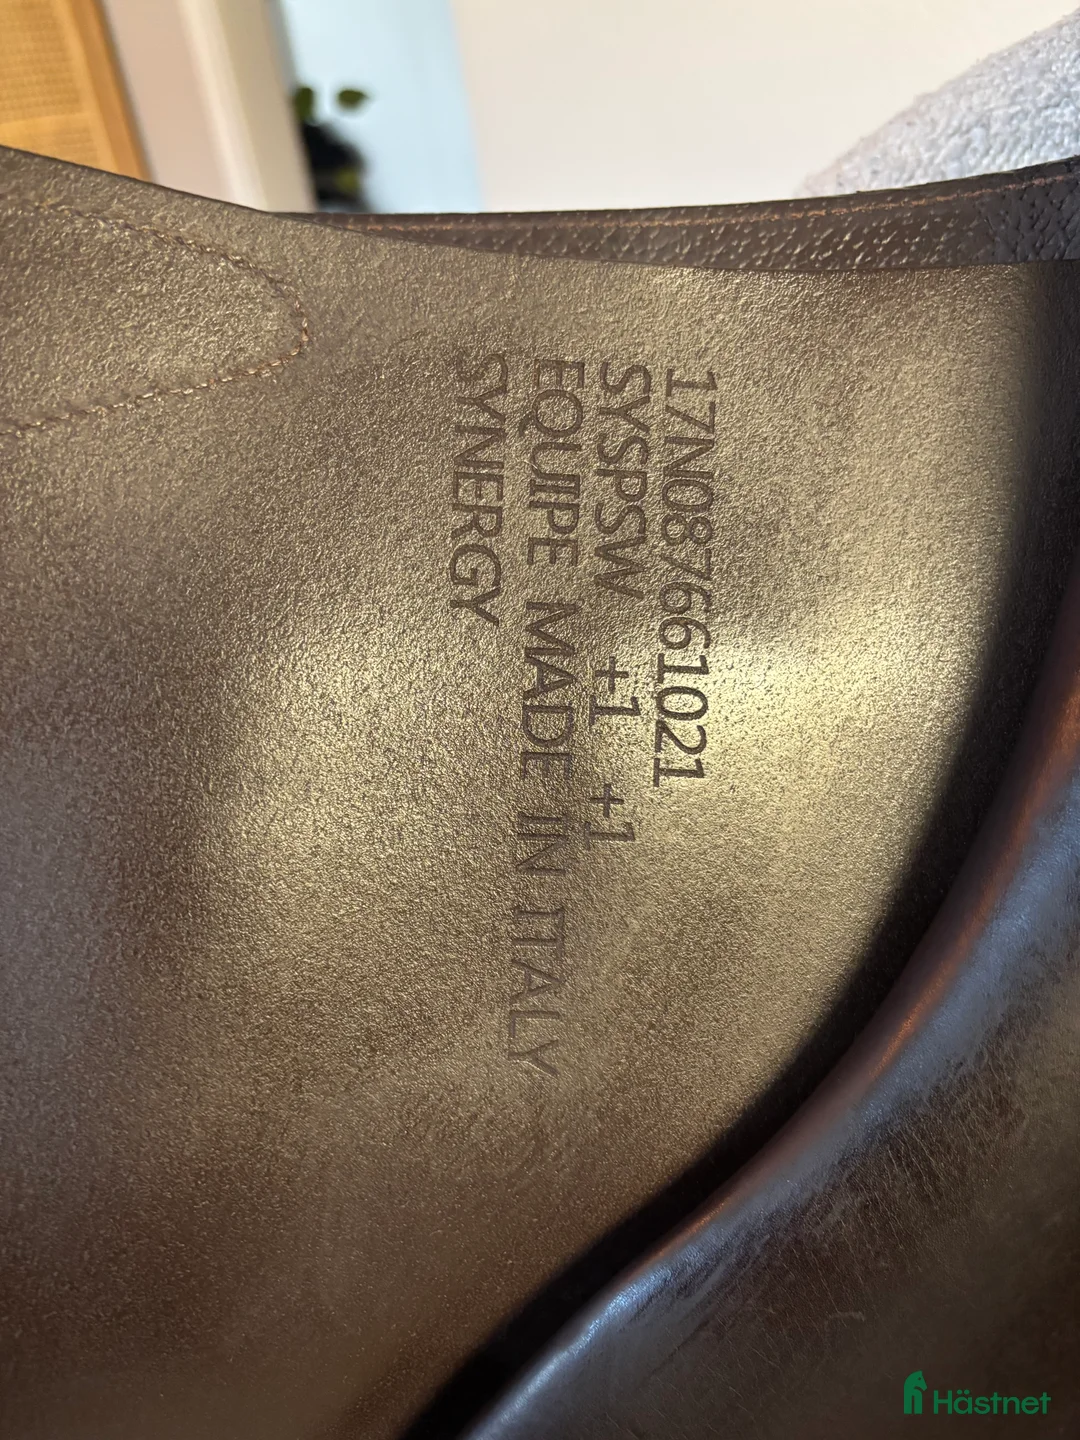 17N087661021
SYSPSW +1 +1
EQUIPE MADE IN ITALY
SYNERGY
Hästnet